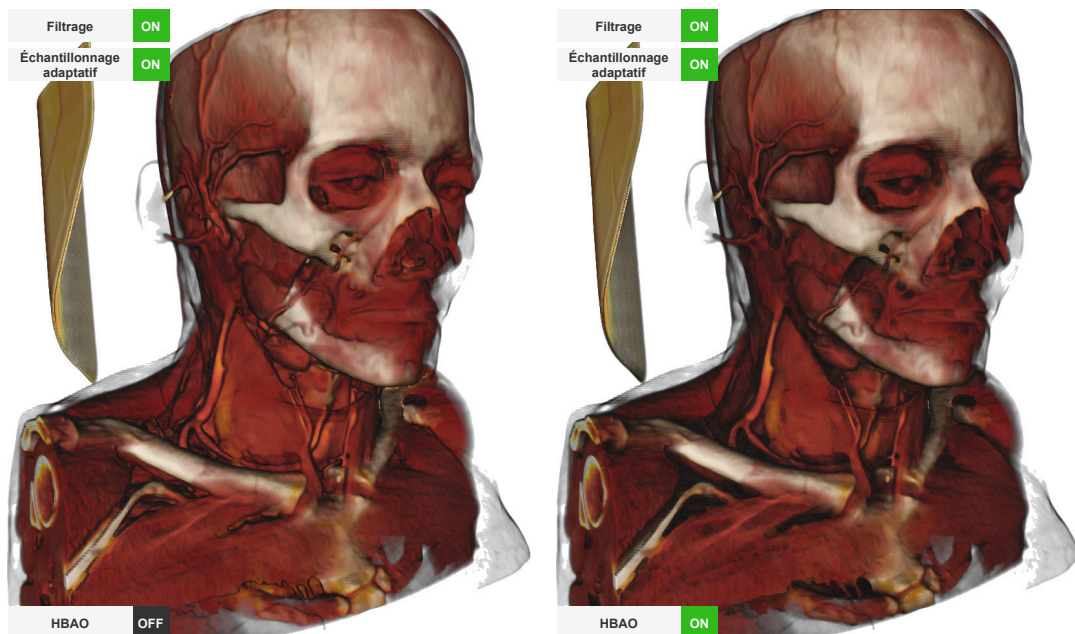 Filtrage ON
Échantillonnage
adaptatif ON
HBAO OFF
Filtrage ON
Échantillonnage
adaptatif ON
HBAO ON